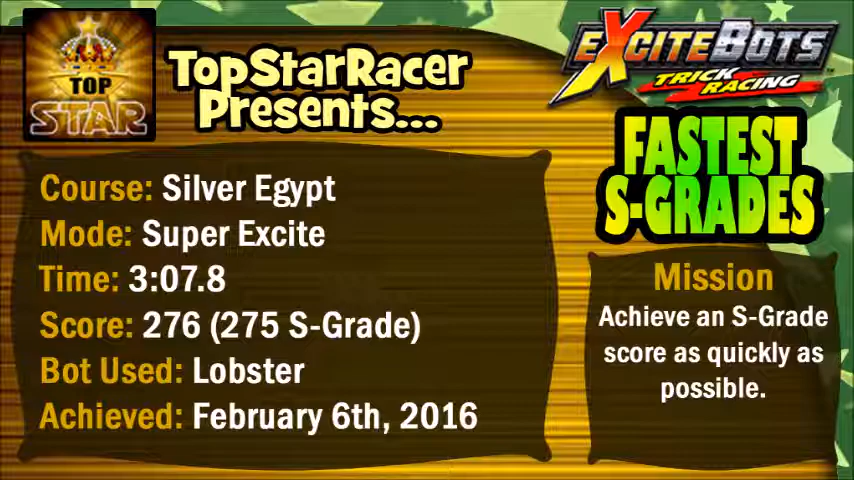 TOP
STAR
TopStarRacer
Presents...
EXCITEBOTS
TRICK
RACING
FASTEST
S-GRADES
Course: Silver Egypt
Mode: Super Excite
Time: 3:07.8
Score: 276 (275 S-Grade)
Bot Used: Lobster
Achieved: February 6th, 2016
Mission
Achieve an S-Grade
score as quickly as
possible.